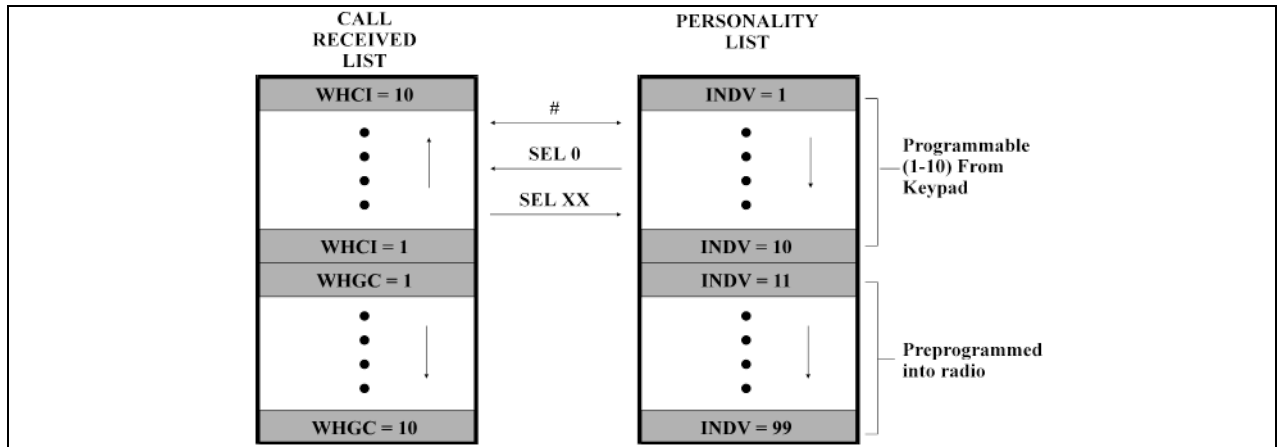 CALL
RECEIVED
LIST
PERSONALITY
LIST
WHCI = 10
INDV = 1
#
SEL 0
SEL XX
Programmable
(1-10) From
Keypad
WHCI = 1
INDV = 10
WHGC = 1
INDV = 11
Preprogrammed
into radio
WHGC = 10
INDV = 99